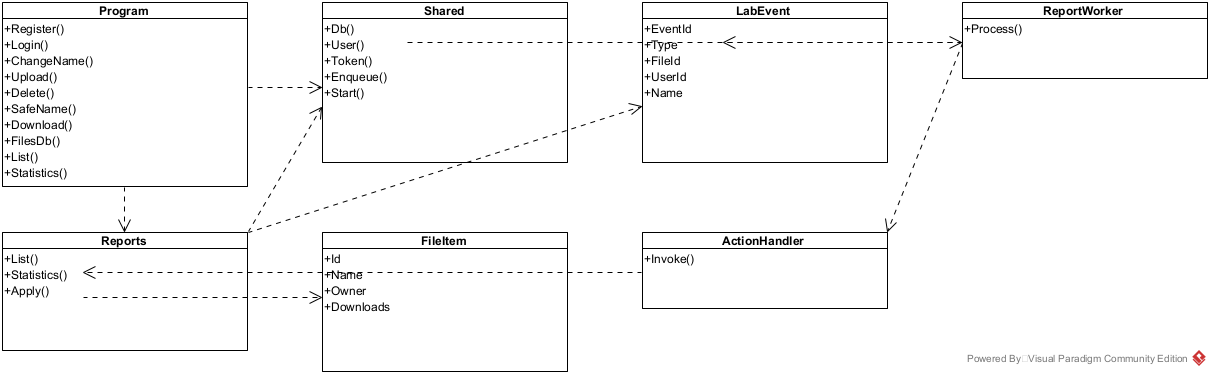 Program
+Register()
+Login()
+ChangeName()
+Upload()
+Delete()
+SafeName()
+Download()
+FilesDb()
+List()
+Statistics()
Shared
+Db()
+User()
+Token()
+Enqueue()
+Start()
LabEvent
+EventId
+Type
+FileId
+UserId
+Name
ReportWorker
+Process()
Reports
+List()
+Statistics()
+Apply()
FileItem
+Id
+Name
+Owner
+Downloads
ActionHandler
+Invoke()
Powered By Visual Paradigm Community Edition